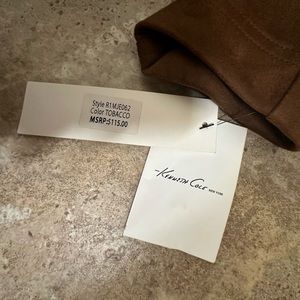 Style R1MJE062
Color TOBACCO
MSRP:$115.00
Kenneth Cole
NEW YORK